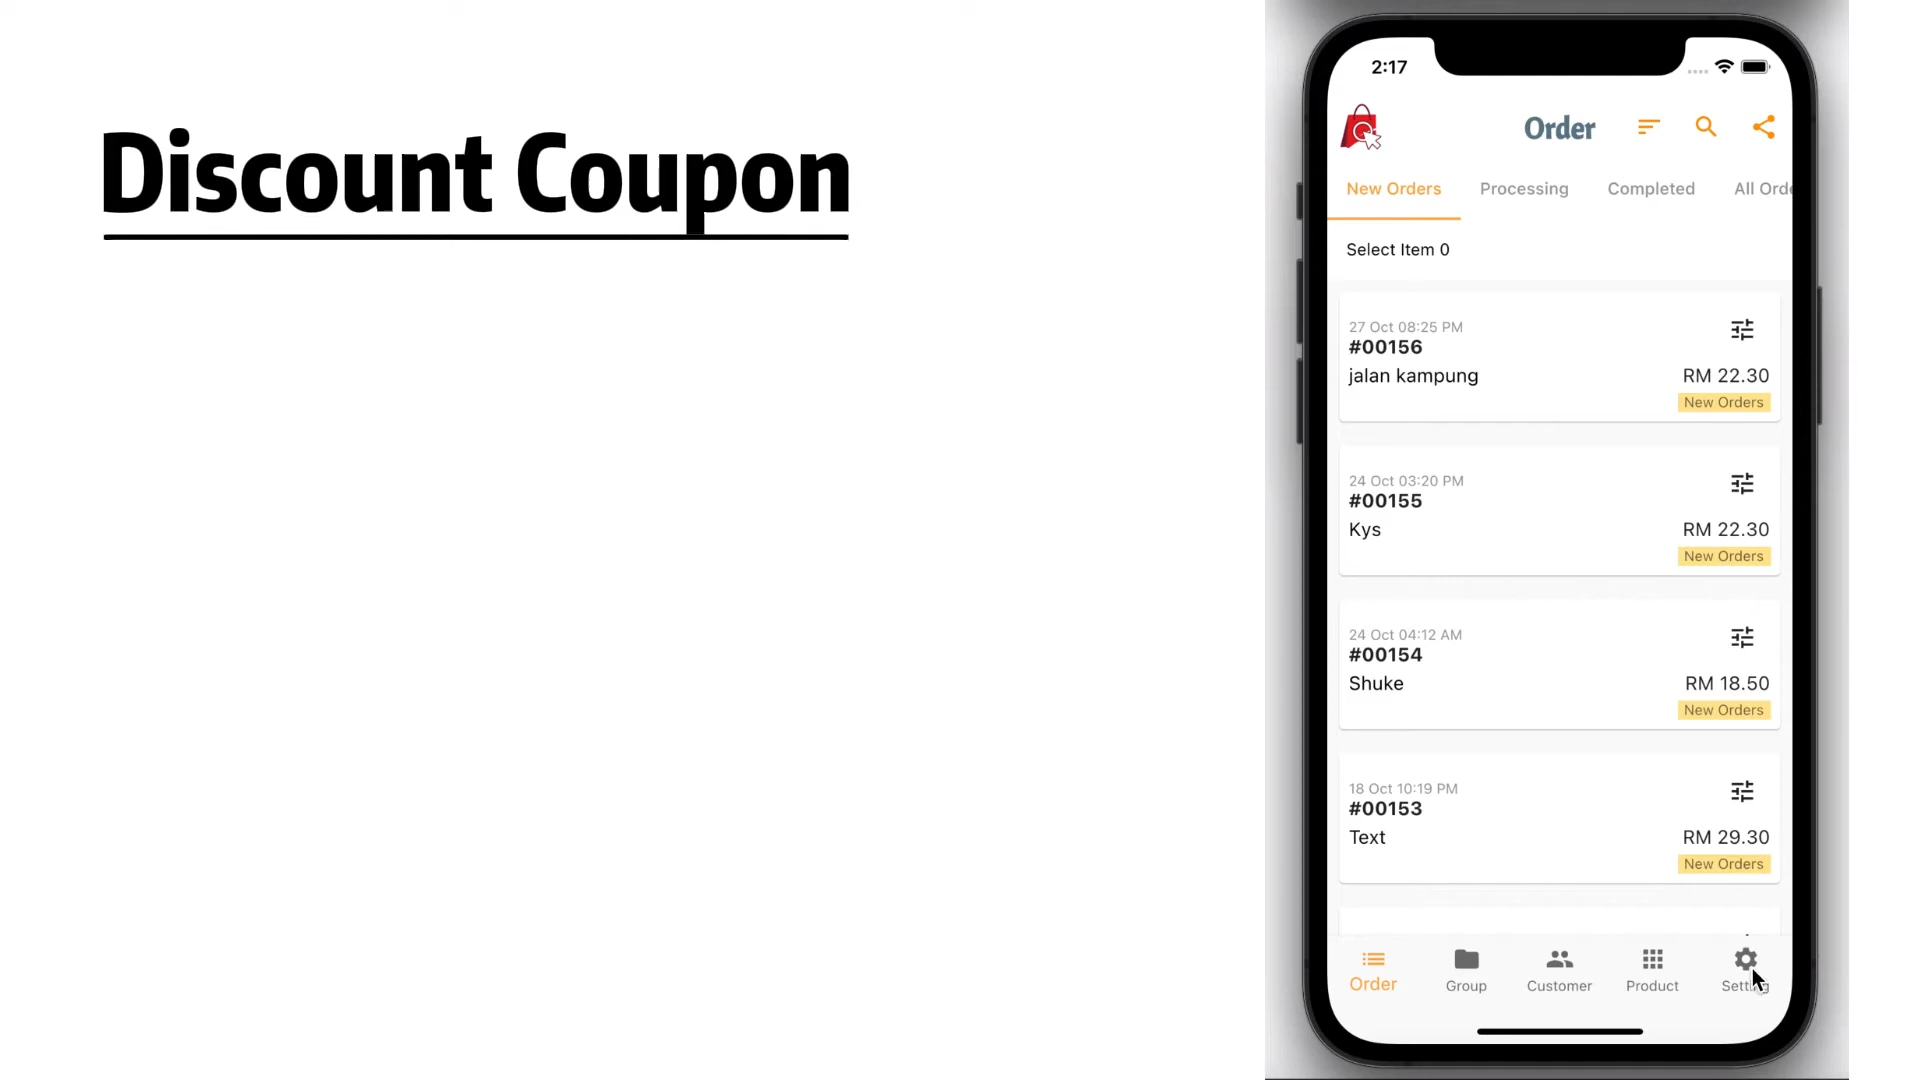 Discount Coupon
2:17
Order
New Orders Processing Completed All Orde
Select Item 0
27 Oct 08:25 PM
#00156
jalan kampung RM 22.30
New Orders
24 Oct 03:20 PM
#00155
Kys RM 22.30
New Orders
24 Oct 04:12 AM
#00154
Shuke RM 18.50
New Orders
18 Oct 10:19 PM
#00153
Text RM 29.30
New Orders
Order Group Customer Product Setting